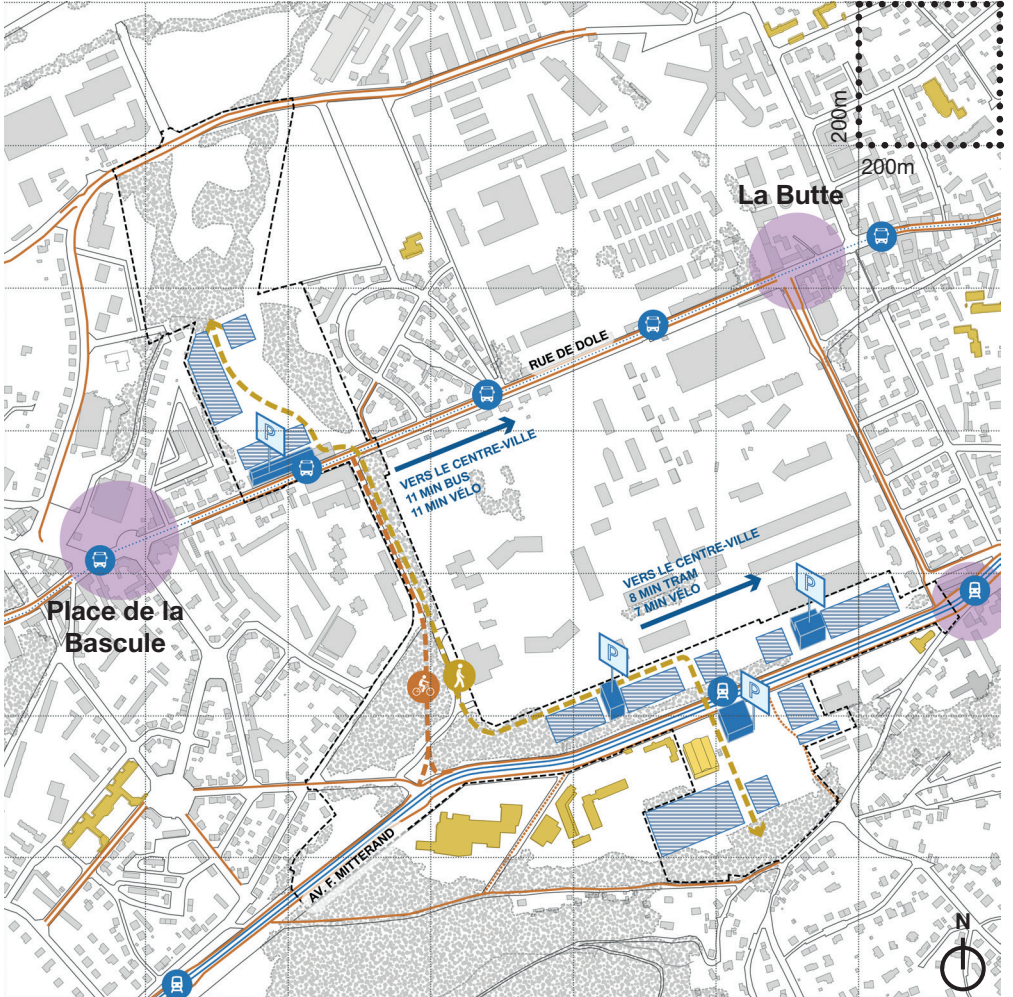 200m
200m
La Butte
RUE DE DOLE
P
VERS LE CENTRE-VILLE
11 MIN BUS
11 MIN VÉLO
VERS LE CENTRE-VILLE
8 MIN TRAM
7 MIN VÉLO
P
Place de la
Bascule
P
P
AV. F. MITTERAND
N